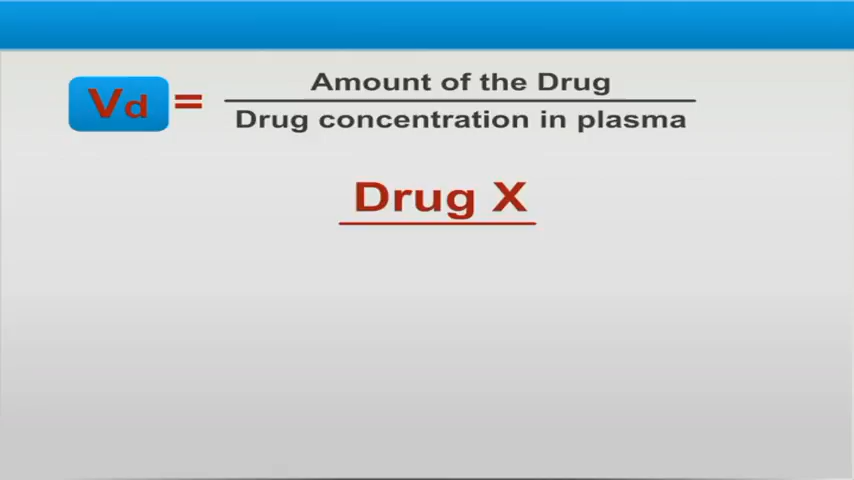 Vd = Amount of the Drug
Drug concentration in plasma
Drug X